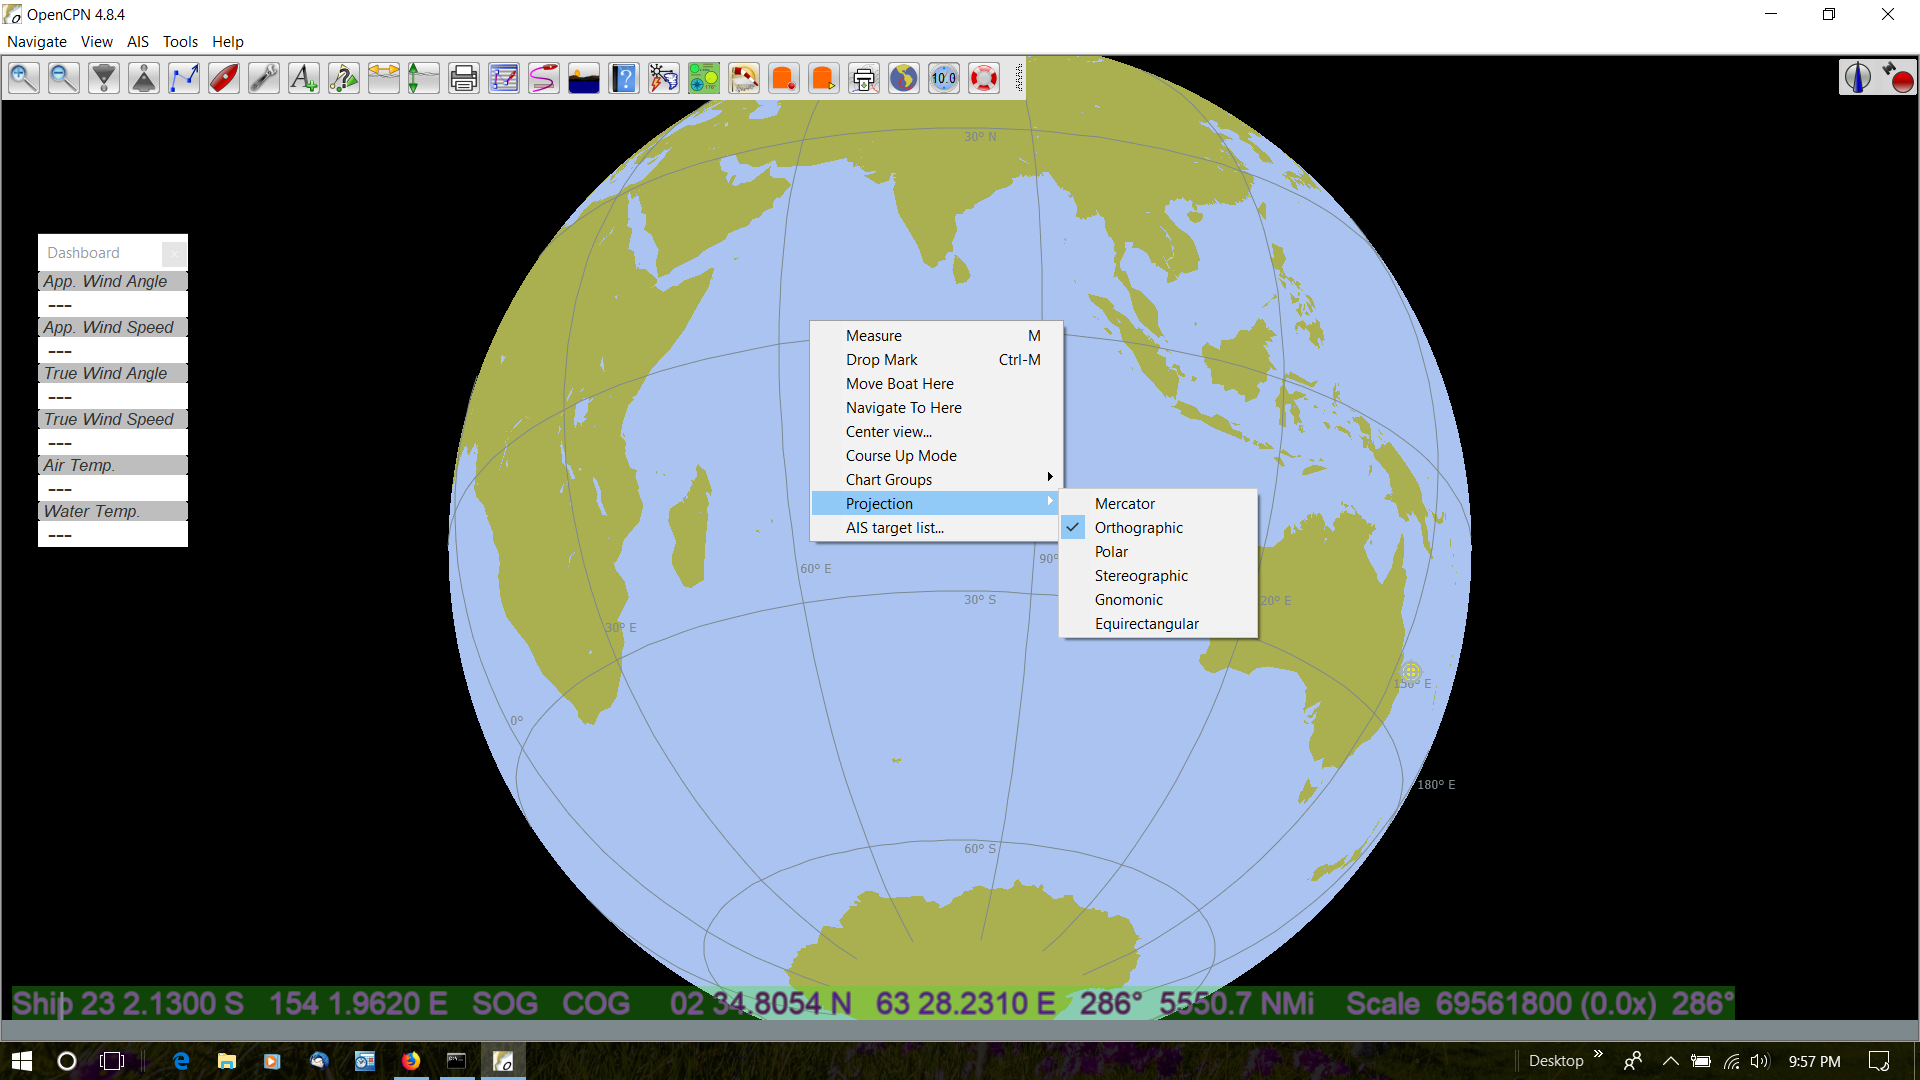 OpenCPN 4.8.4
Navigate View AIS Tools Help
10.0
30° N
Dashboard
App. Wind Angle
---
App. Wind Speed
---
True Wind Angle
---
True Wind Speed
---
Air Temp.
---
Water Temp.
---
Measure M
Drop Mark Ctrl-M
Move Boat Here
Navigate To Here
Center view...
Course Up Mode
Chart Groups
Projection
AIS target list...
Mercator
Orthographic
Polar
Stereographic
Gnomonic
Equirectangular
60° E
90°
30° S
20° E
30° E
150° E
0°
180° E
60° S
Ship 23 2.1300 S 154 1.9620 E SOG COG 02 34.8054 N 63 28.2310 E 286° 5550.7 NMi Scale 69561800 (0.0x) 286°
Desktop
9:57 PM